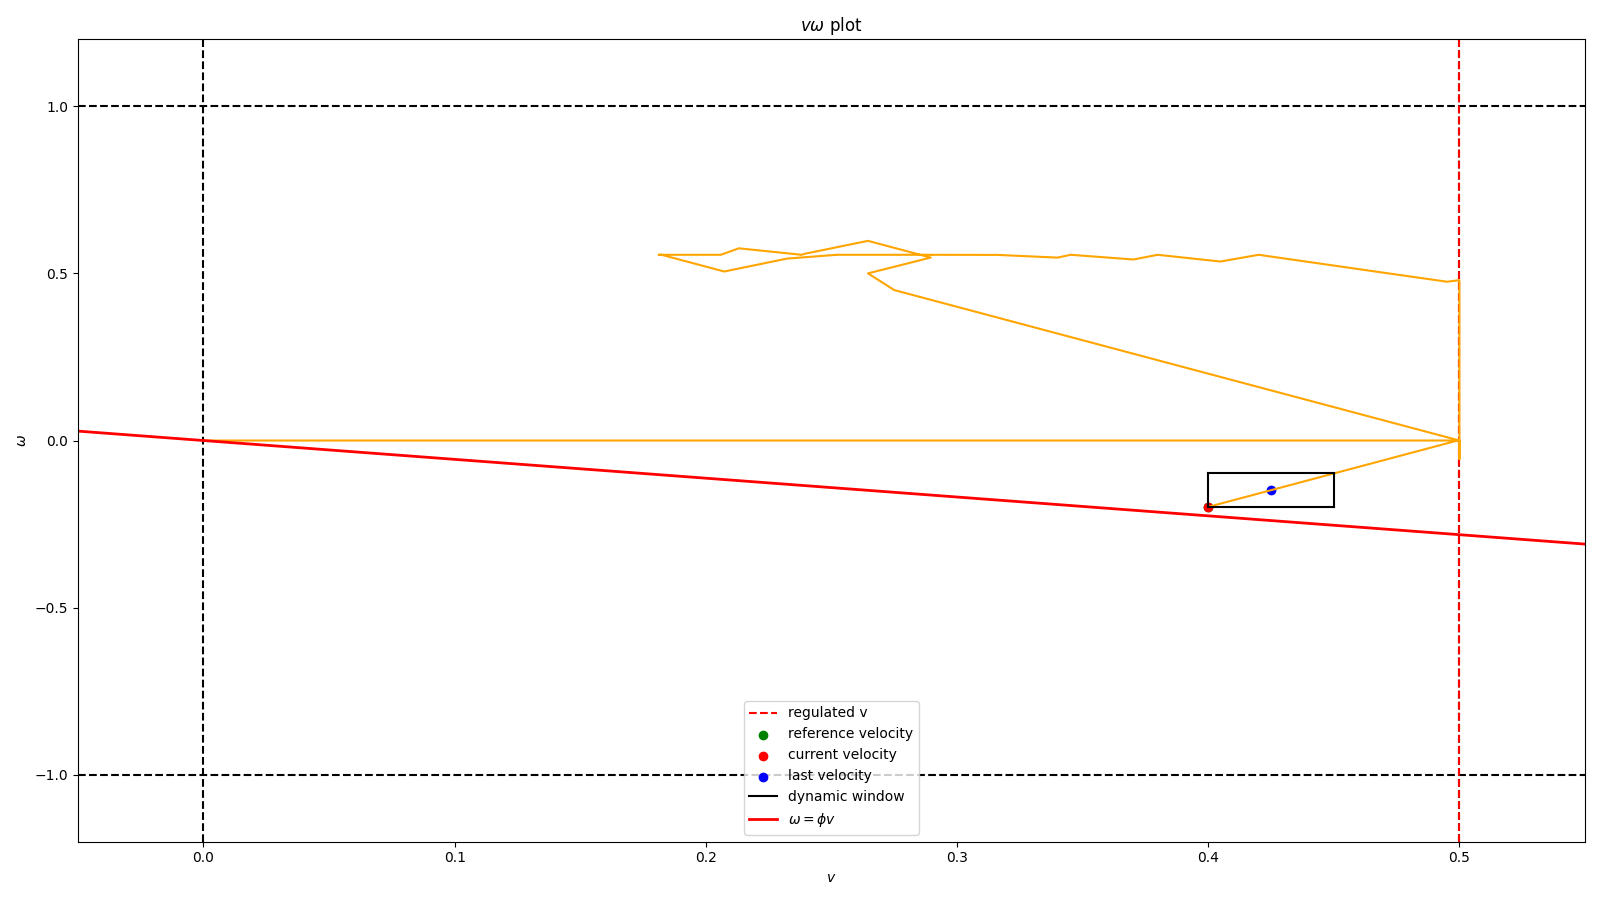 vω plot
1.0
0.5
0.0
−0.5
−1.0
ω
regulated v
reference velocity
current velocity
last velocity
dynamic window
ω = ϕv
0.0 0.1 0.2 0.3 0.4 0.5
v